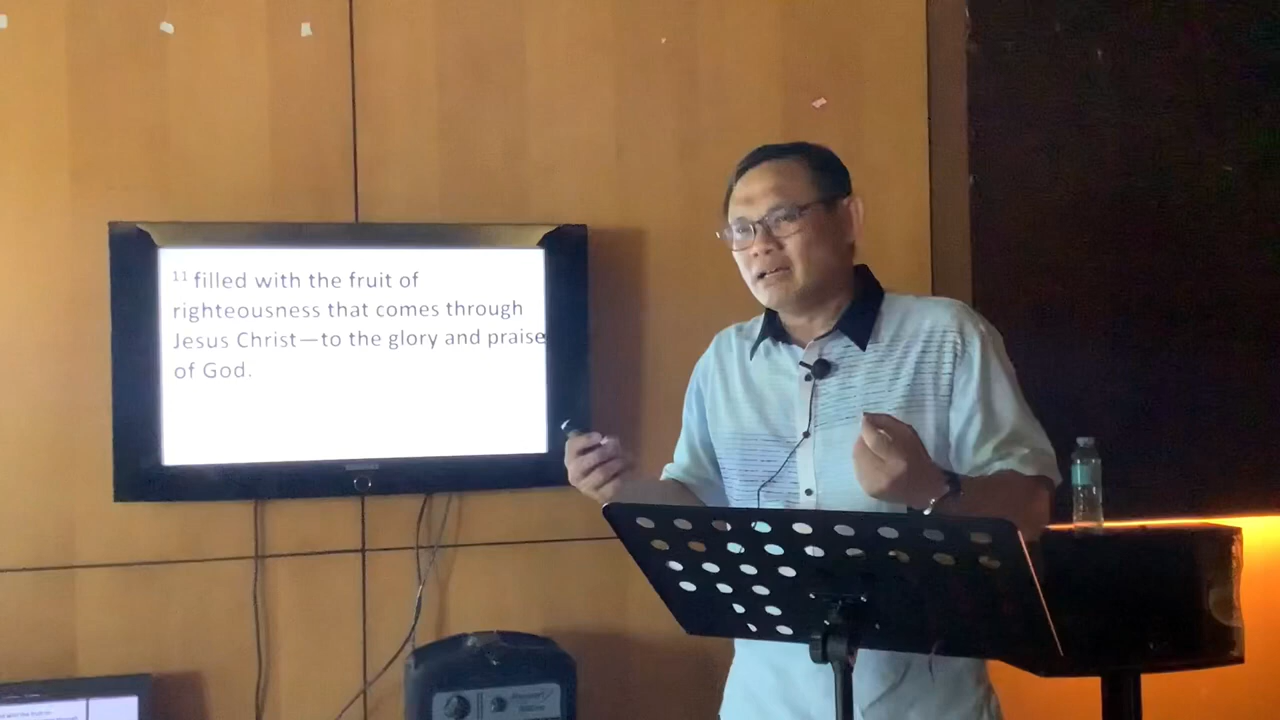 11 filled with the fruit of
righteousness that comes through
Jesus Christ—to the glory and praise
of God.